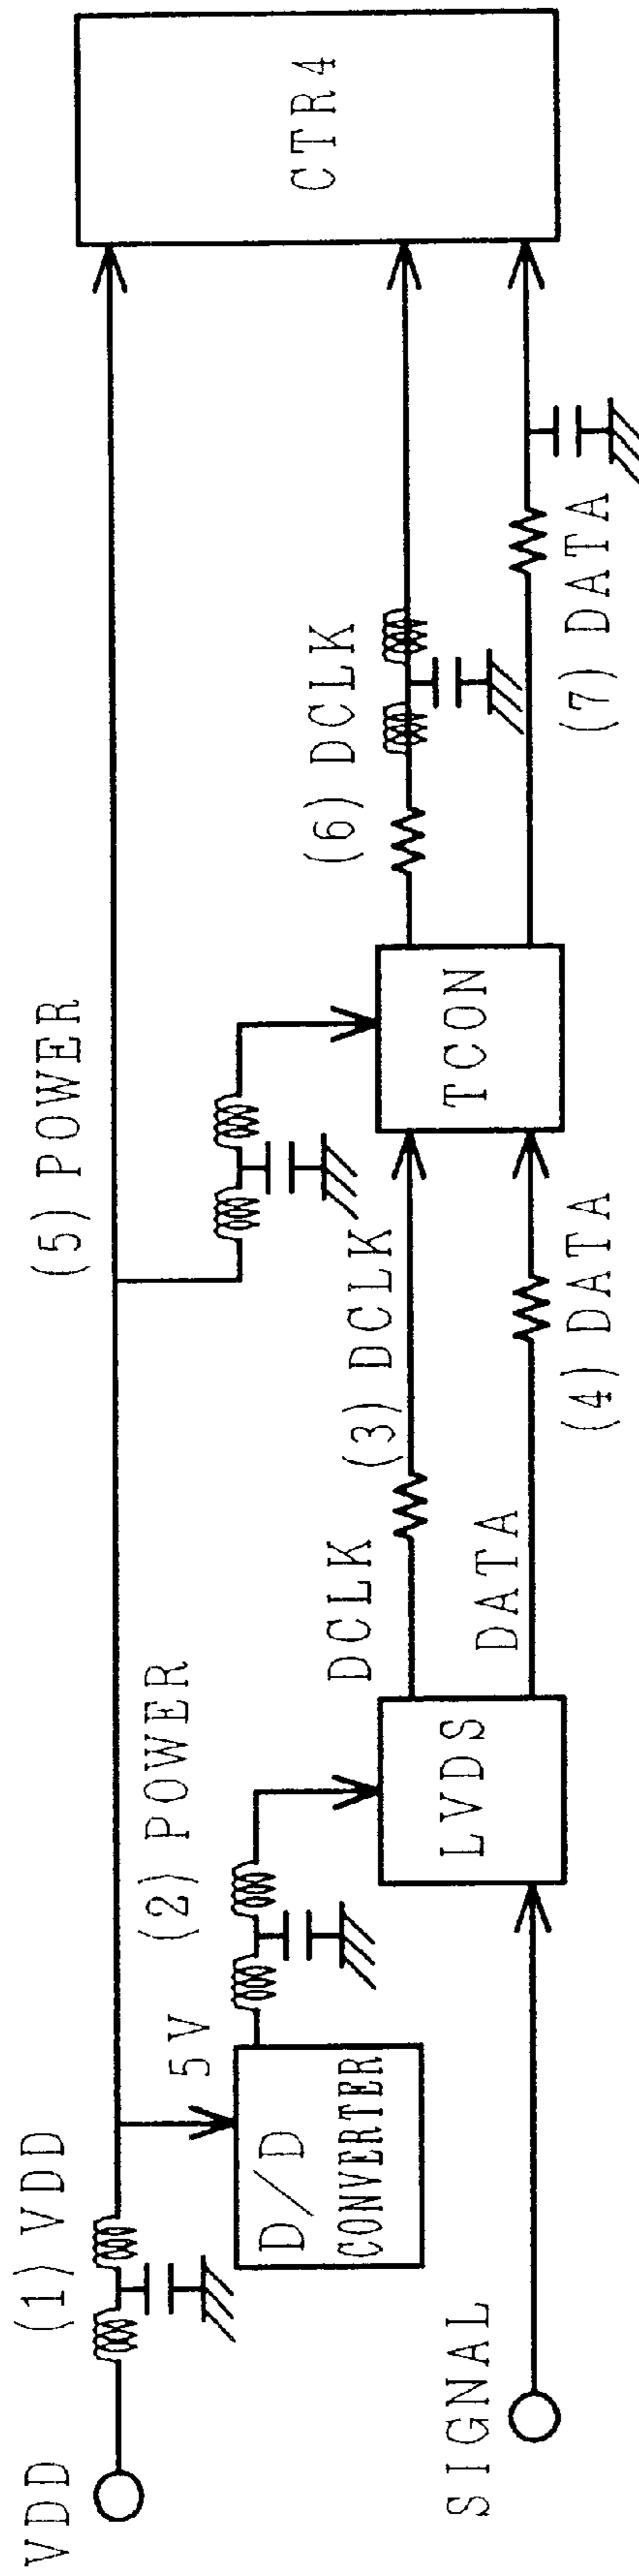 VDD
(1) VDD
5V
(2) POWER
(5) POWER
D/D
CONVERTER
SIGNAL
LVDS
DCLK
(3) DCLK
DATA
(4) DATA
TCON
(6) DCLK
(7) DATA
CTR4